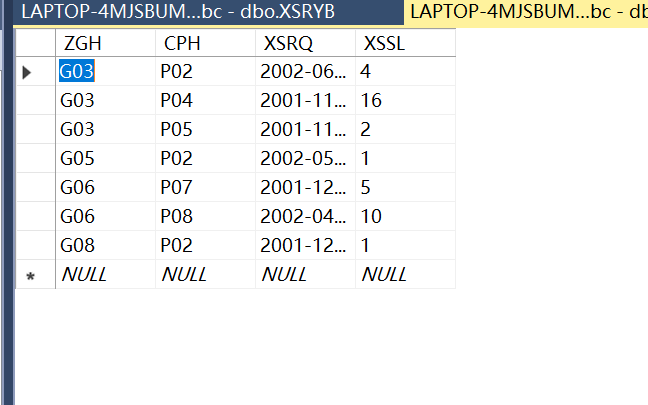 LAPTOP-4MJSBUM...bc - dbo.XSRYB LAPTOP-4MJSBUM...bc - db
ZGH CPH XSRQ XSSL
G03 P02 2002-06... 4
G03 P04 2001-11... 16
G03 P05 2001-11... 2
G05 P02 2002-05... 1
G06 P07 2001-12... 5
G06 P08 2002-04... 10
G08 P02 2001-12... 1
* NULL NULL NULL NULL